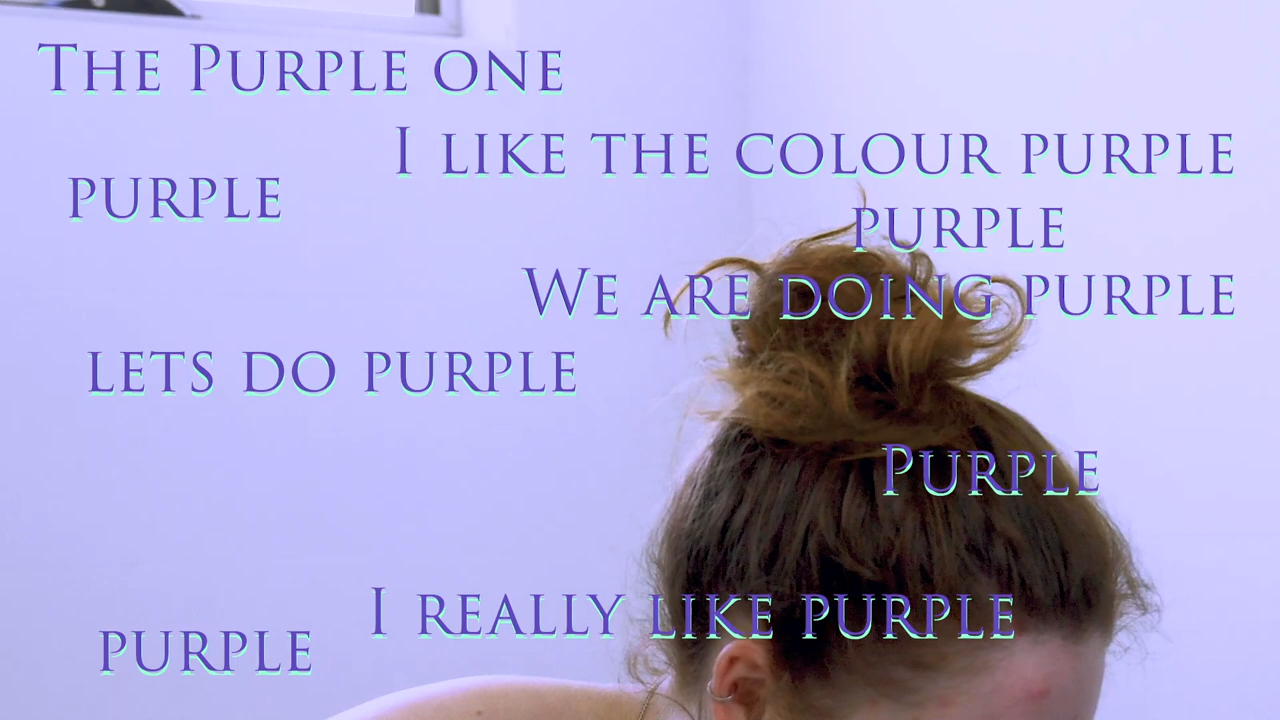 The Purple one
I like the colour purple
purple
purple
We are doing purple
lets do purple
Purple
I really like purple
purple